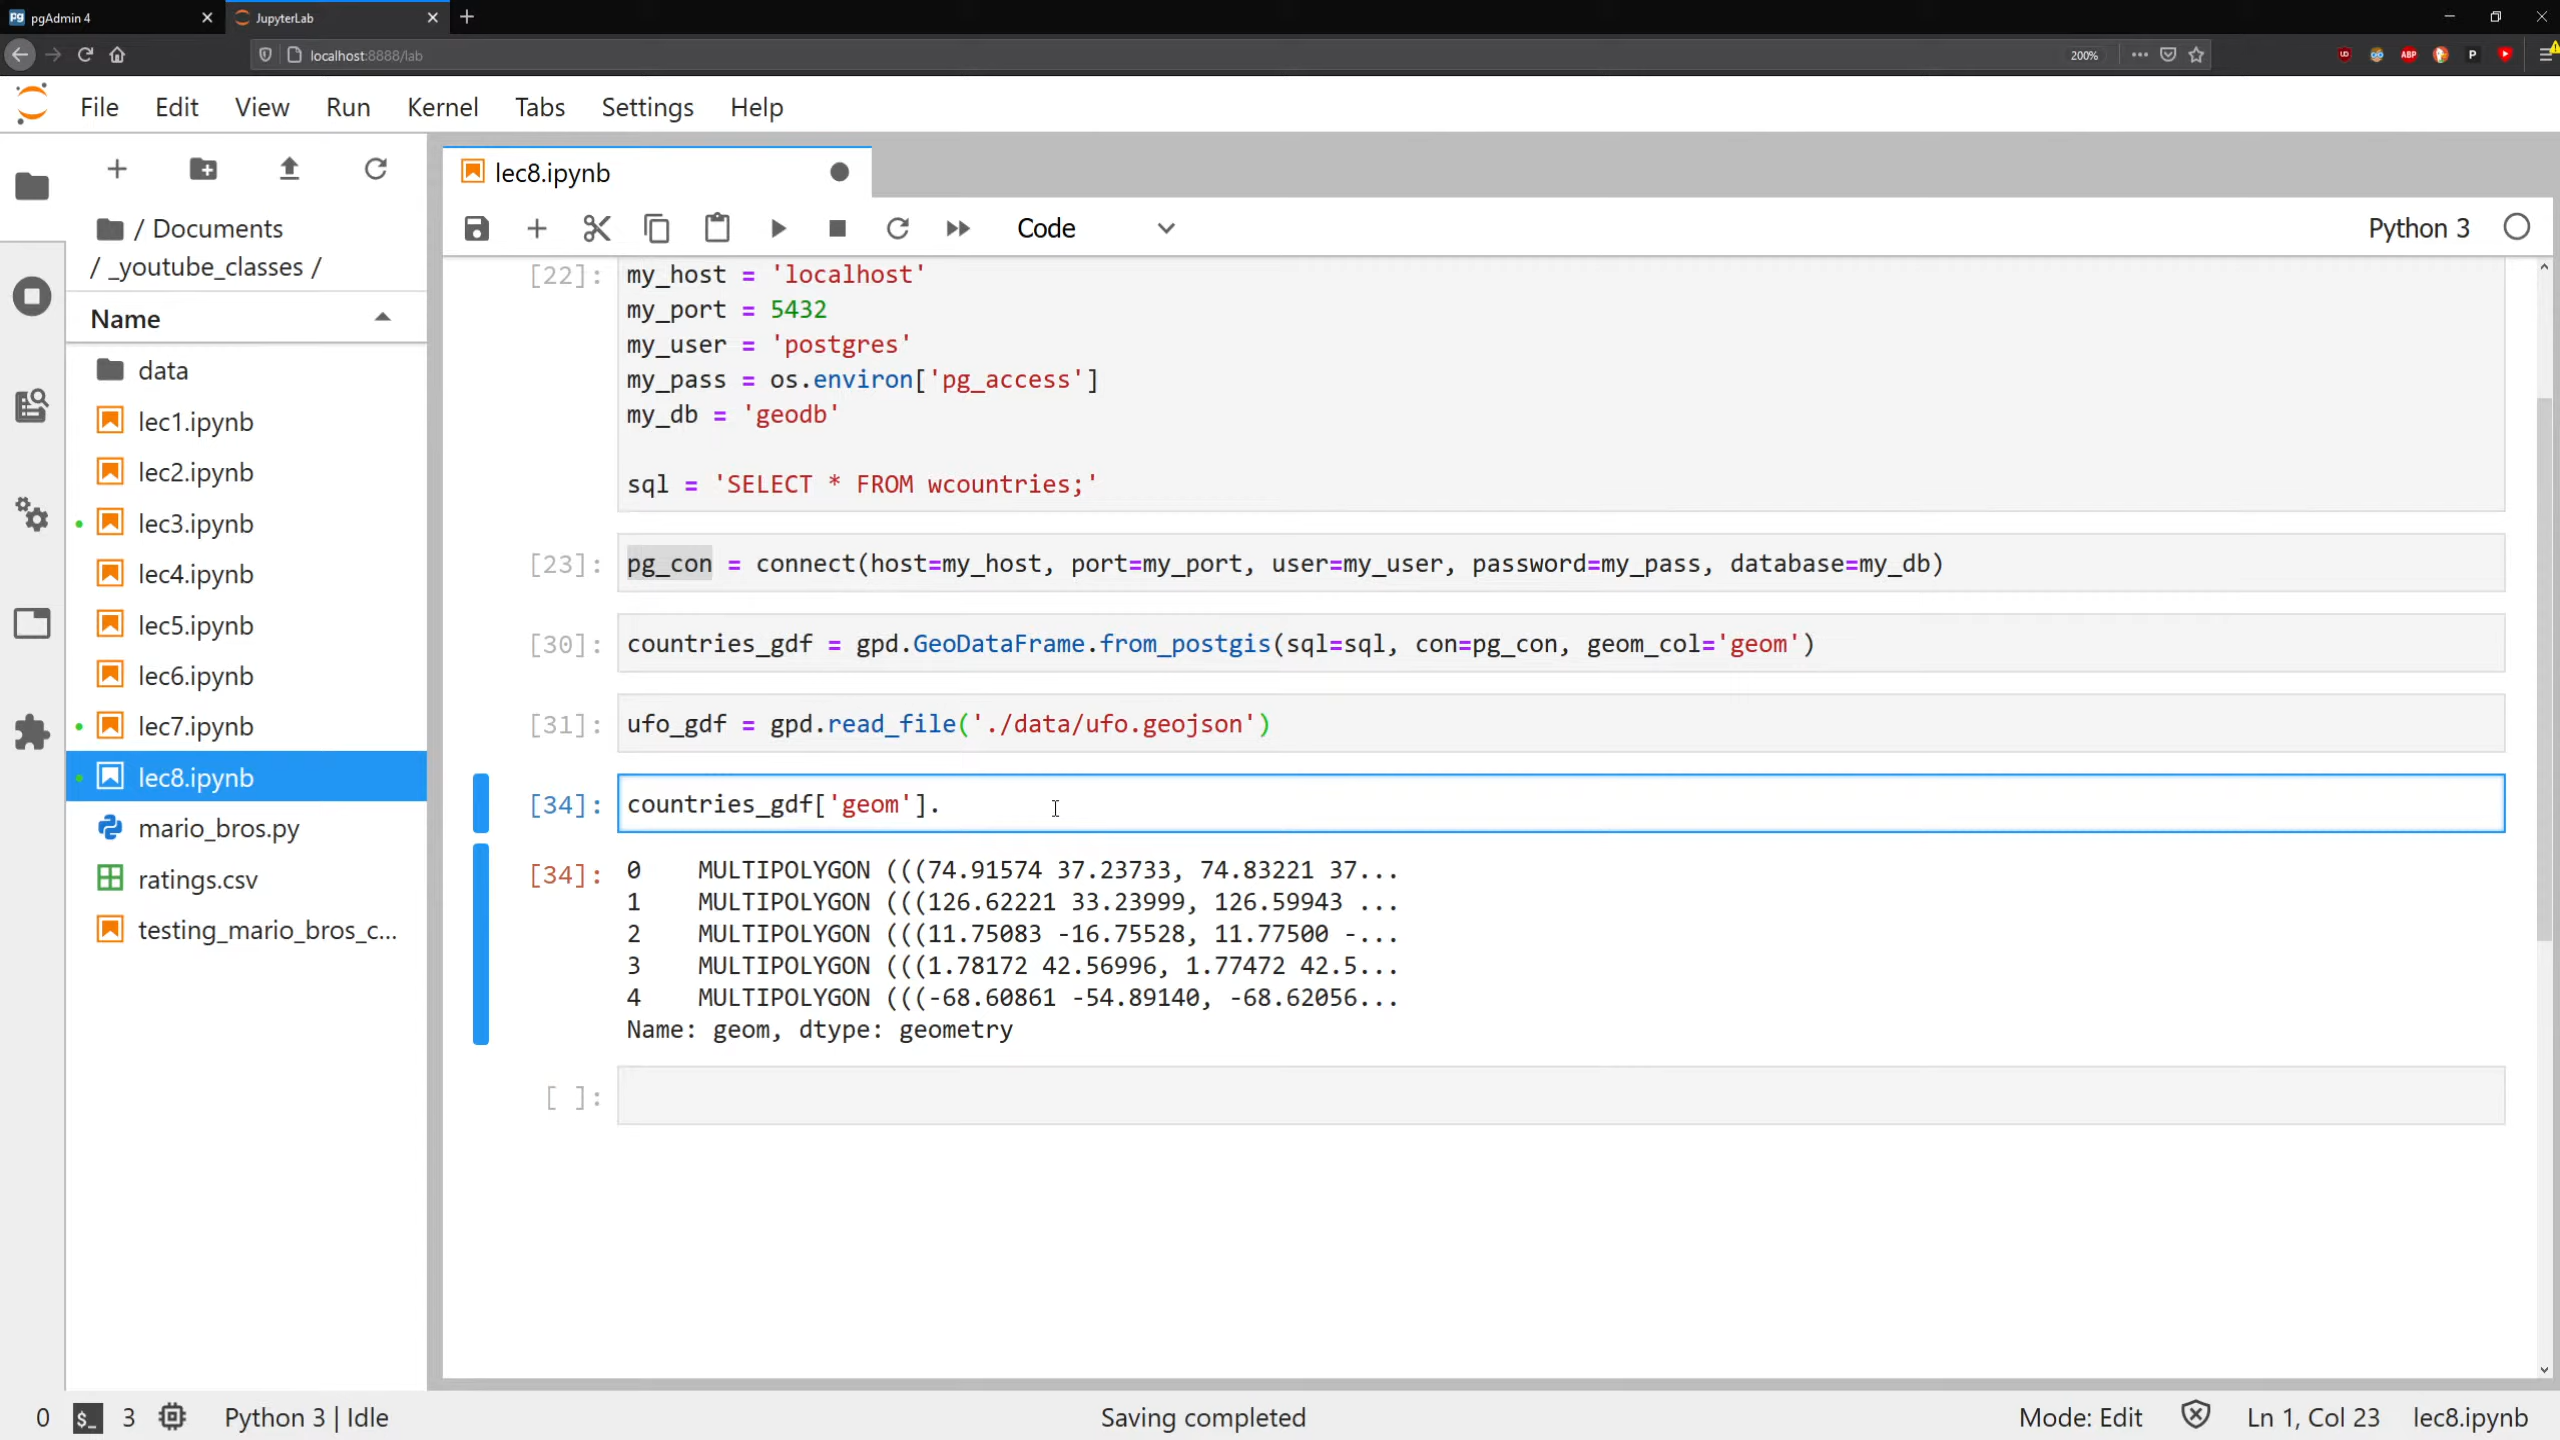 pgAdmin 4
JupyterLab
localhost:8888/lab
200%
File Edit View Run Kernel Tabs Settings Help
/ Documents
/ _youtube_classes /
Name
data
lec1.ipynb
lec2.ipynb
lec3.ipynb
lec4.ipynb
lec5.ipynb
lec6.ipynb
lec7.ipynb
lec8.ipynb
mario_bros.py
ratings.csv
testing_mario_bros_c...
lec8.ipynb
Code
Python 3
[22]: my_host = 'localhost'
my_port = 5432
my_user = 'postgres'
my_pass = os.environ['pg_access']
my_db = 'geodb'
sql = 'SELECT * FROM wcountries;'
[23]: pg_con = connect(host=my_host, port=my_port, user=my_user, password=my_pass, database=my_db)
[30]: countries_gdf = gpd.GeoDataFrame.from_postgis(sql=sql, con=pg_con, geom_col='geom')
[31]: ufo_gdf = gpd.read_file('./data/ufo.geojson')
[34]: countries_gdf['geom'].
[34]: 0 MULTIPOLYGON (((74.91574 37.23733, 74.83221 37...
1 MULTIPOLYGON (((126.62221 33.23999, 126.59943 ...
2 MULTIPOLYGON (((11.75083 -16.75528, 11.77500 -...
3 MULTIPOLYGON (((1.78172 42.56996, 1.77472 42.5...
4 MULTIPOLYGON (((-68.60861 -54.89140, -68.62056...
Name: geom, dtype: geometry
[ ]:
0 $_ 3 Python 3 | Idle Saving completed Mode: Edit Ln 1, Col 23 lec8.ipynb